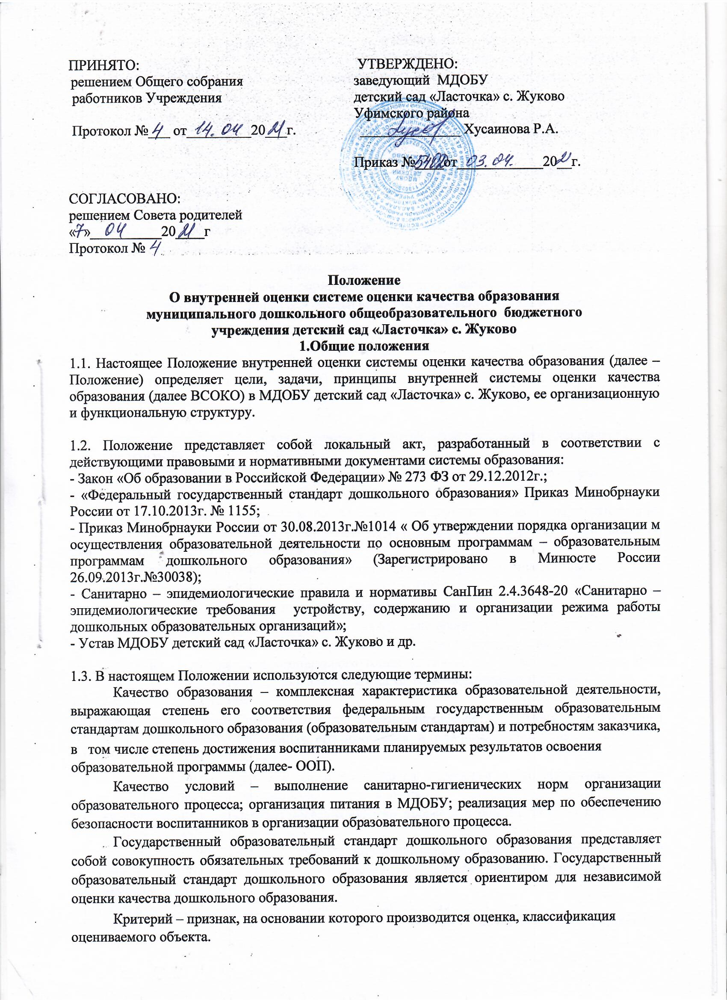 ПРИНЯТО:
решением Общего собрания
работников Учреждения
Протокол № 4 от 14.04 2021г.
УТВЕРЖДЕНО:
заведующий МДОБУ
детский сад «Ласточка» с. Жуково
Уфимского района
Хусаинова Р.А.
Приказ № от 03.04. 2021г.
СОГЛАСОВАНО:
решением Совета родителей
«7» 04 2021г
Протокол № 4
Положение
О внутренней оценки системе оценки качества образования
муниципального дошкольного общеобразовательного бюджетного
учреждения детский сад «Ласточка» с. Жуково
1.Общие положения
1.1. Настоящее Положение внутренней оценки системы оценки качества образования (далее –
Положение) определяет цели, задачи, принципы внутренней системы оценки качества
образования (далее ВСОКО) в МДОБУ детский сад «Ласточка» с. Жуково, ее организационную
и функциональную структуру.
1.2. Положение представляет собой локальный акт, разработанный в соответствии с
действующими правовыми и нормативными документами системы образования:
- Закон «Об образовании в Российской Федерации» № 273 ФЗ от 29.12.2012г.;
- «Федеральный государственный стандарт дошкольного образования» Приказ Минобрнауки
России от 17.10.2013г. № 1155;
- Приказ Минобрнауки России от 30.08.2013г.№1014 « Об утверждении порядка организации м
осуществления образовательной деятельности по основным программам – образовательным
программам дошкольного образования» (Зарегистрировано в Минюсте России
26.09.2013г.№30038);
- Санитарно – эпидемиологические правила и нормативы СанПин 2.4.3648-20 «Санитарно –
эпидемиологические требования устройству, содержанию и организации режима работы
дошкольных образовательных организаций»;
- Устав МДОБУ детский сад «Ласточка» с. Жуково и др.
1.3. В настоящем Положении используются следующие термины:
Качество образования – комплексная характеристика образовательной деятельности,
выражающая степень его соответствия федеральным государственным образовательным
стандартам дошкольного образования (образовательным стандартам) и потребностям заказчика,
в том числе степень достижения воспитанниками планируемых результатов освоения
образовательной программы (далее- ООП).
Качество условий – выполнение санитарно-гигиенических норм организации
образовательного процесса; организация питания в МДОБУ; реализация мер по обеспечению
безопасности воспитанников в организации образовательного процесса.
Государственный образовательный стандарт дошкольного образования представляет
собой совокупность обязательных требований к дошкольному образованию. Государственный
образовательный стандарт дошкольного образования является ориентиром для независимой
оценки качества дошкольного образования.
Критерий – признак, на основании которого производится оценка, классификация
оцениваемого объекта.